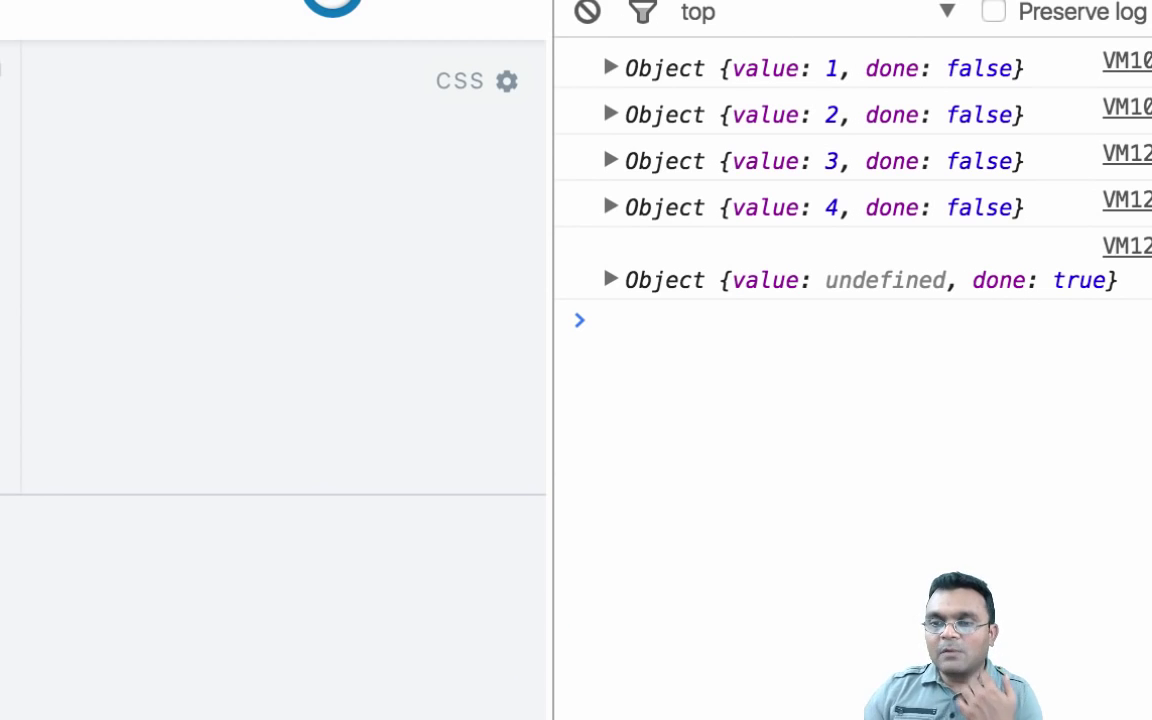 top
Preserve log
CSS
Object {value: 1, done: false}
VM10
Object {value: 2, done: false}
VM10
Object {value: 3, done: false}
VM12
Object {value: 4, done: false}
VM12
VM12
Object {value: undefined, done: true}